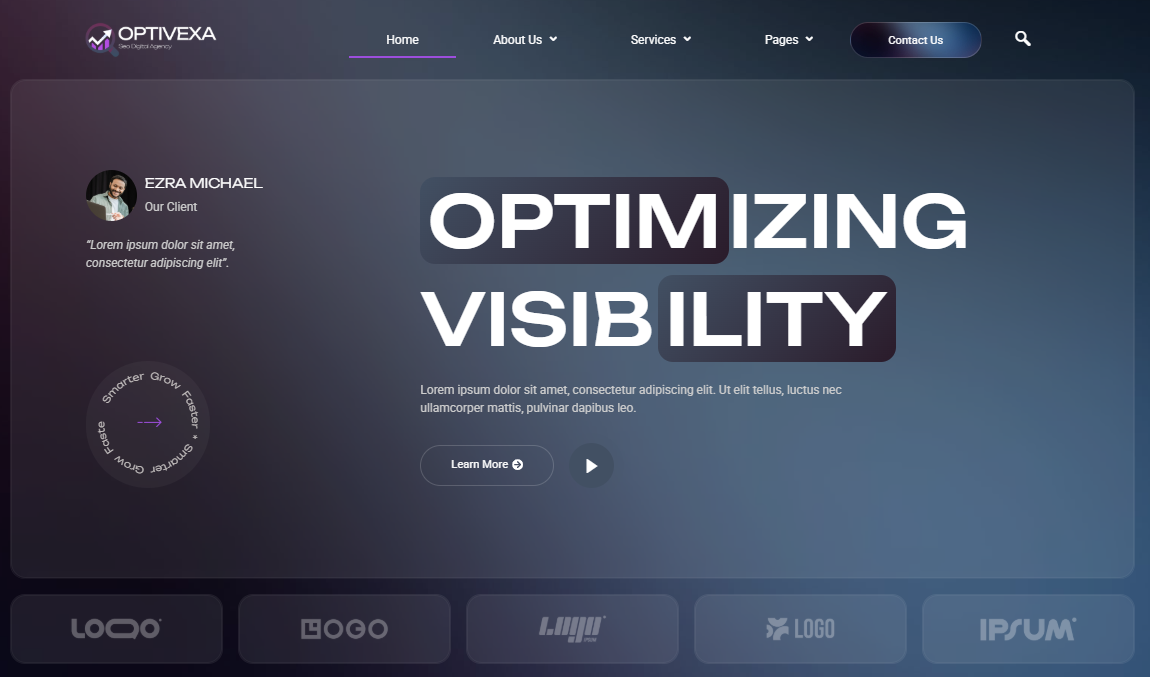 OPTIVEXA
Seo Digital Agency
Home
About Us
Services
Pages
Contact Us
EZRA MICHAEL
Our Client
“Lorem ipsum dolor sit amet,
consectetur adipiscing elit”.
OPTIMIZING
VISIBILITY
Lorem ipsum dolor sit amet, consectetur adipiscing elit. Ut elit tellus, luctus nec
ullamcorper mattis, pulvinar dapibus leo.
Smarter Grow Faster * Smarter Grow Faste
Learn More
LOQO
LOGO
LOGO IPSUM
LOGO
IPSUM